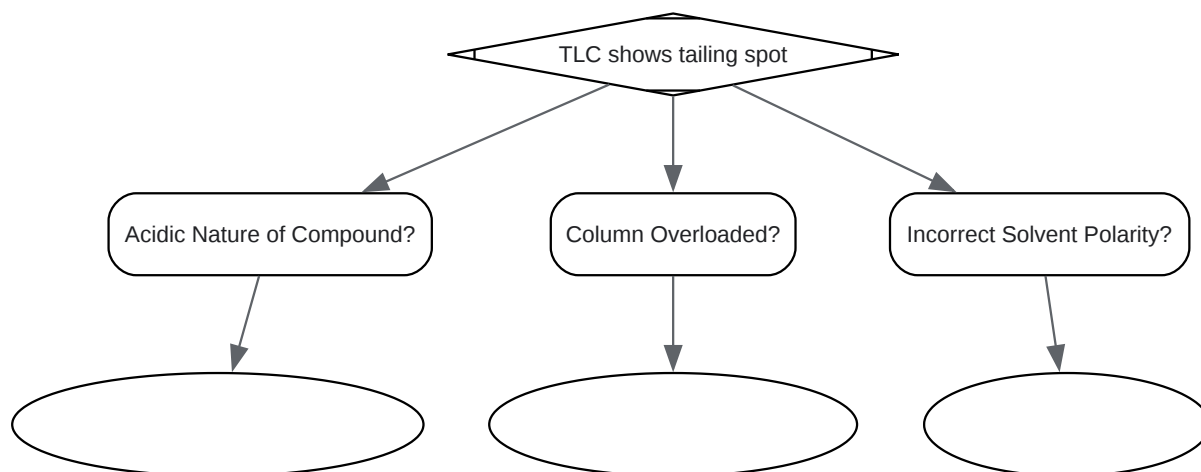 TLC shows tailing spot
Acidic Nature of Compound?
Column Overloaded?
Incorrect Solvent Polarity?